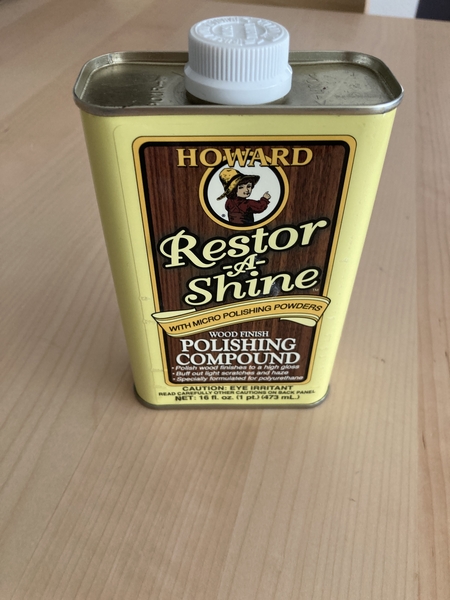 HOWARD
Restor
-A-
Shine
WITH MICRO POLISHING POWDERS
WOOD FINISH
POLISHING
COMPOUND
• Polish wood finishes to a high gloss
• Buff out light scratches and haze
• Specially formulated for polyurethane
CAUTION: EYE IRRITANT
READ CAREFULLY OTHER CAUTIONS ON BACK PANEL
NET: 16 fl. oz. (1 pt.) (473 mL.)